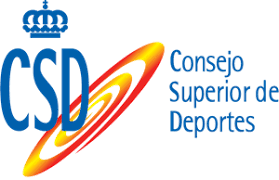 CSD
Consejo
Superior de
Deportes